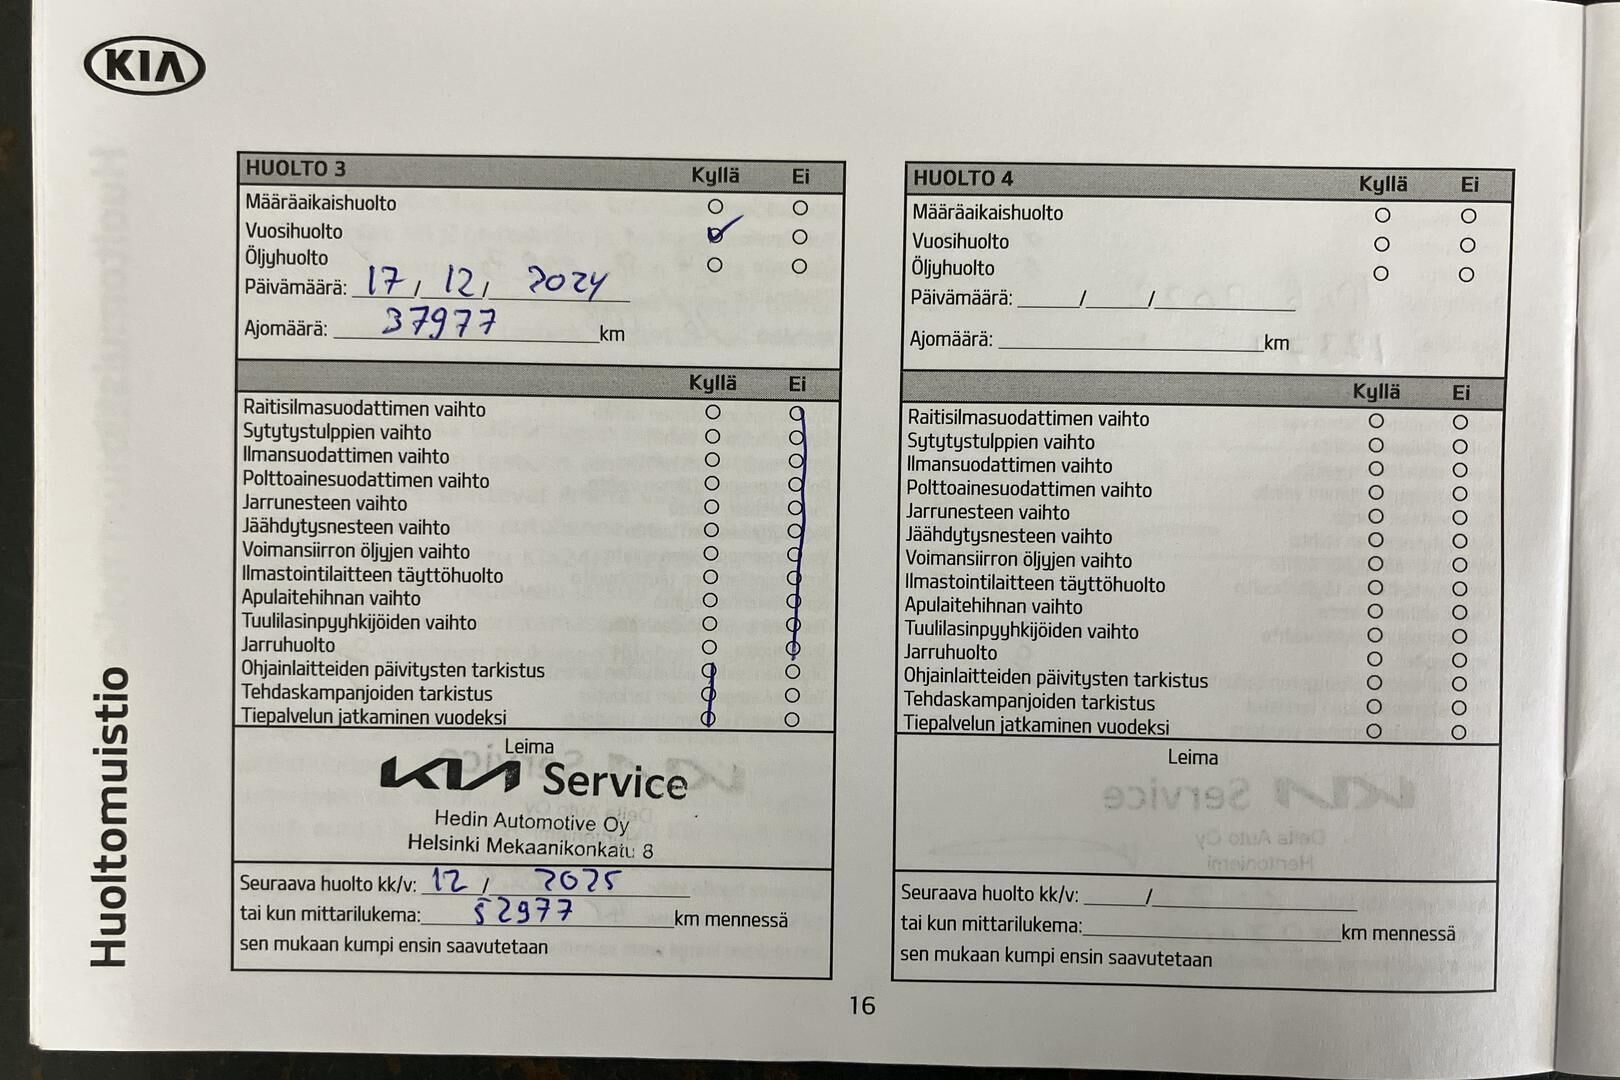 KIA
HUOLTO 3 Kyllä Ei
Määräaikaishuolto
Vuosihuolto
Öljyhuolto
Päivämäärä: 17 / 12 / 2024
Ajomäärä: 37977 km
Kyllä Ei
Raitisilmasuodattimen vaihto
Sytytystulppien vaihto
Ilmansuodattimen vaihto
Polttoainesuodattimen vaihto
Jarrunesteen vaihto
Jäähdytysnesteen vaihto
Voimansiirron öljyjen vaihto
Ilmastointilaitteen täyttöhuolto
Apulaitehihnan vaihto
Tuulilasinpyyhkijöiden vaihto
Jarruhuolto
Ohjainlaitteiden päivitysten tarkistus
Tehdaskampanjoiden tarkistus
Tiepalvelun jatkaminen vuodeksi
Leima
KIA Service
Hedin Automotive Oy
Helsinki Mekaanikonkatu 8
Seuraava huolto kk/v: 12 / 2025
tai kun mittarilukema: 52977 km mennessä
sen mukaan kumpi ensin saavutetaan
HUOLTO 4 Kyllä Ei
Määräaikaishuolto
Vuosihuolto
Öljyhuolto
Päivämäärä: / /
Ajomäärä: km
Kyllä Ei
Raitisilmasuodattimen vaihto
Sytytystulppien vaihto
Ilmansuodattimen vaihto
Polttoainesuodattimen vaihto
Jarrunesteen vaihto
Jäähdytysnesteen vaihto
Voimansiirron öljyjen vaihto
Ilmastointilaitteen täyttöhuolto
Apulaitehihnan vaihto
Tuulilasinpyyhkijöiden vaihto
Jarruhuolto
Ohjainlaitteiden päivitysten tarkistus
Tehdaskampanjoiden tarkistus
Tiepalvelun jatkaminen vuodeksi
Leima
Seuraava huolto kk/v: /
tai kun mittarilukema: km mennessä
sen mukaan kumpi ensin saavutetaan
Huoltomuistio
16